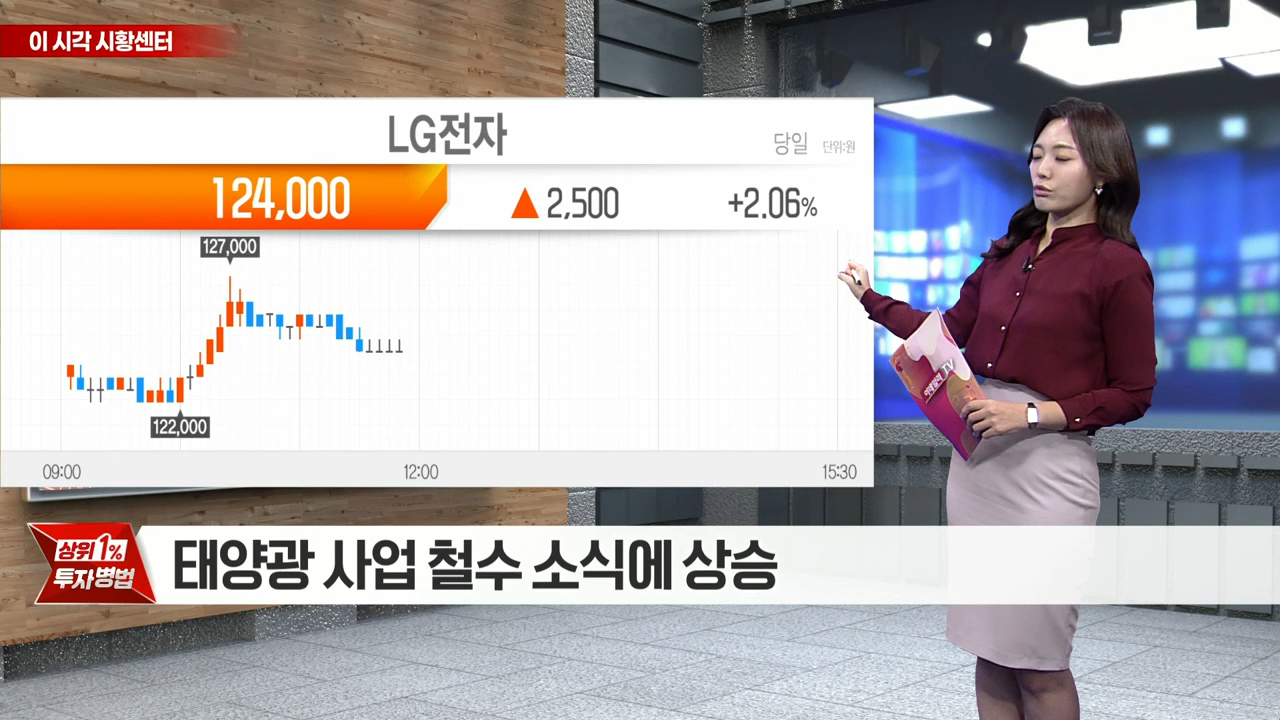 이 시각 시황센터
LG전자
당일 단위:원
124,000 ▲ 2,500 +2.06%
127,000
122,000
09:00 12:00 15:30
상위 1%
투자병법
태양광 사업 철수 소식에 상승
TV